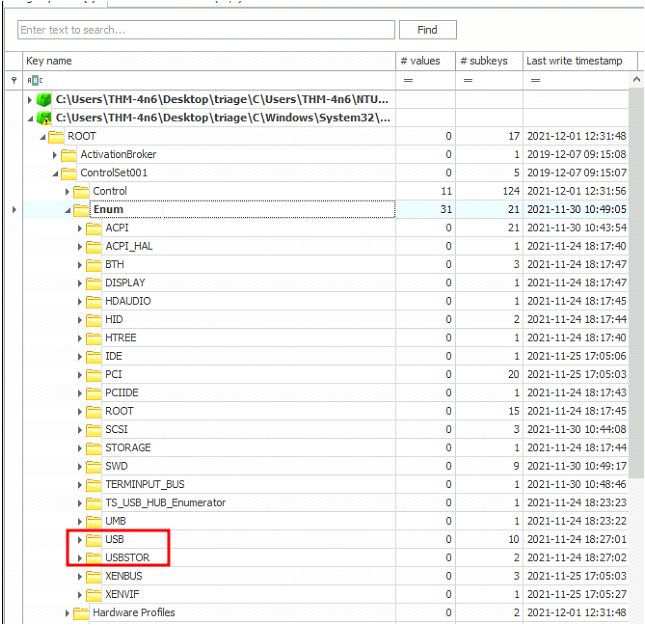 Enter text to search... Find
Key name # values # subkeys Last write timestamp
= = =
C:\Users\THM-4n6\Desktop\triage\C\Users\THM-4n6\NTU...
C:\Users\THM-4n6\Desktop\triage\C\Windows\System32\...
ROOT 0 17 2021-12-01 12:31:48
ActivationBroker 0 1 2019-12-07 09:15:08
ControlSet001 0 5 2019-12-07 09:15:07
Control 11 124 2021-12-01 12:31:56
Enum 31 21 2021-11-30 10:49:05
ACPI 0 21 2021-11-30 10:43:54
ACPI_HAL 0 1 2021-11-24 18:17:40
BTH 0 3 2021-11-24 18:17:47
DISPLAY 0 1 2021-11-24 18:17:47
HDAUDIO 0 1 2021-11-24 18:17:45
HID 0 2 2021-11-24 18:17:44
HTREE 0 1 2021-11-24 18:17:40
IDE 0 1 2021-11-25 17:05:06
PCI 0 20 2021-11-25 17:05:03
PCIIDE 0 1 2021-11-24 18:17:43
ROOT 0 15 2021-11-24 18:17:45
SCSI 0 3 2021-11-30 10:44:08
STORAGE 0 1 2021-11-24 18:17:44
SWD 0 9 2021-11-30 10:49:17
TERMINPUT_BUS 0 1 2021-11-30 10:48:46
TS_USB_HUB_Enumerator 0 1 2021-11-24 18:23:23
UMB 0 1 2021-11-24 18:23:22
USB 0 10 2021-11-24 18:27:01
USBSTOR 0 2 2021-11-24 18:27:02
XENBUS 0 3 2021-11-25 17:05:03
XENVIF 0 1 2021-11-25 17:05:27
Hardware Profiles 0 2 2021-12-01 12:31:48